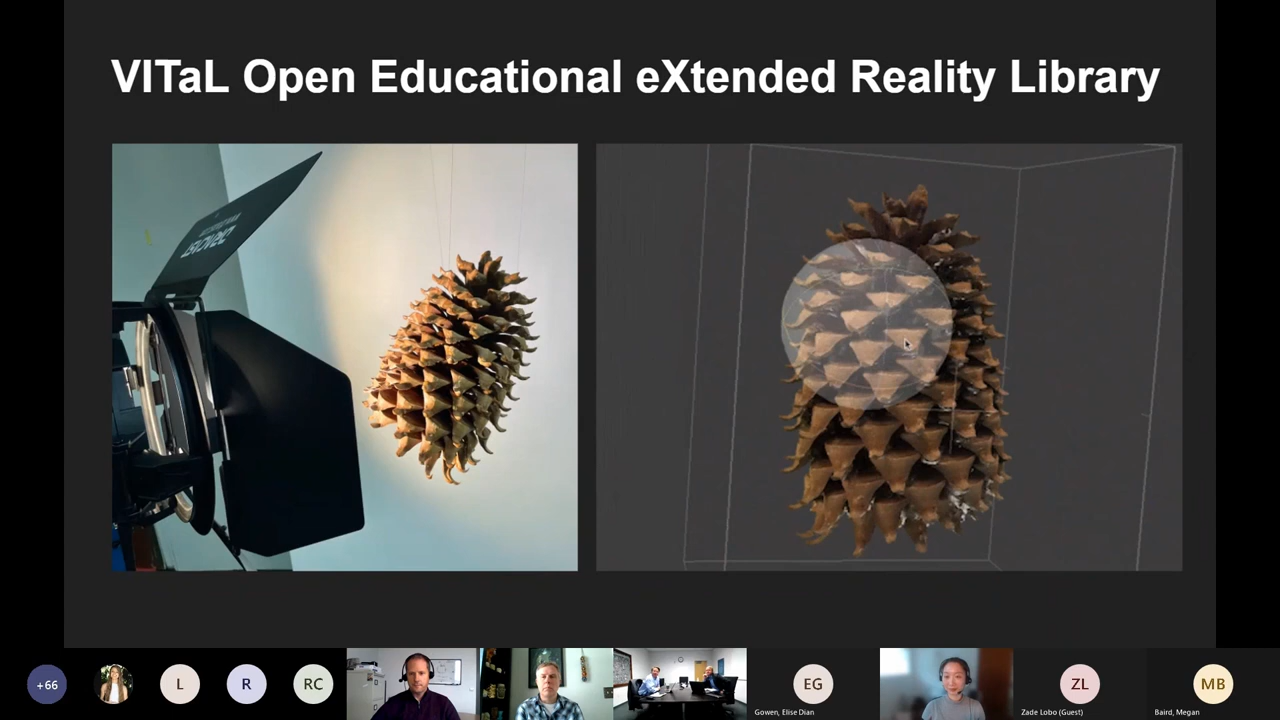 VITaL Open Educational eXtended Reality Library
+66
L
R
RC
EG
Gowen, Elise Dian
ZL
Zade Lobo (Guest)
MB
Baird, Megan